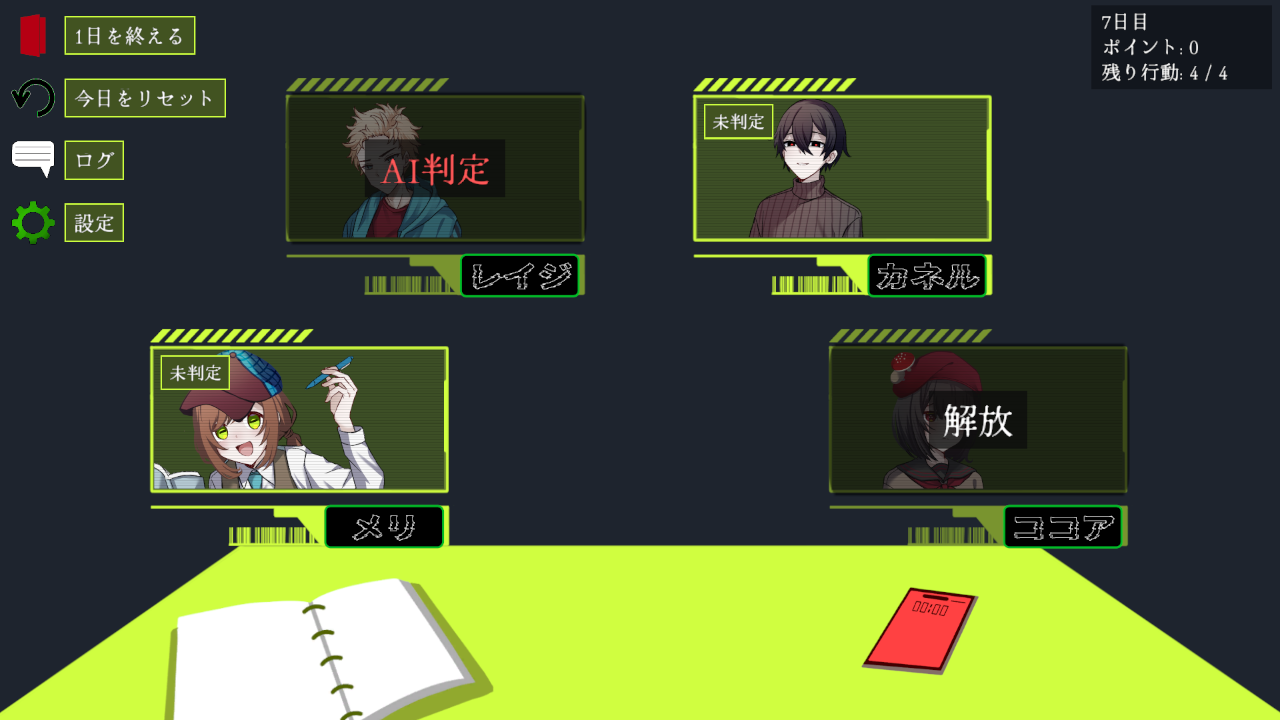 1日を終える
今日をリセット
ログ
設定
7日目
ポイント: 0
残り行動: 4 / 4
AI判定
レイジ
未判定
カネル
未判定
メリ
解放
ココア
00:00